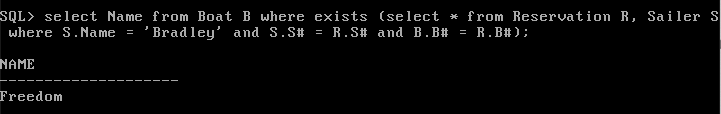 SQL> select Name from Boat B where exists (select * from Reservation R, Sailer S
where S.Name = 'Bradley' and S.S# = R.S# and B.B# = R.B#);
NAME
--------------------
Freedom